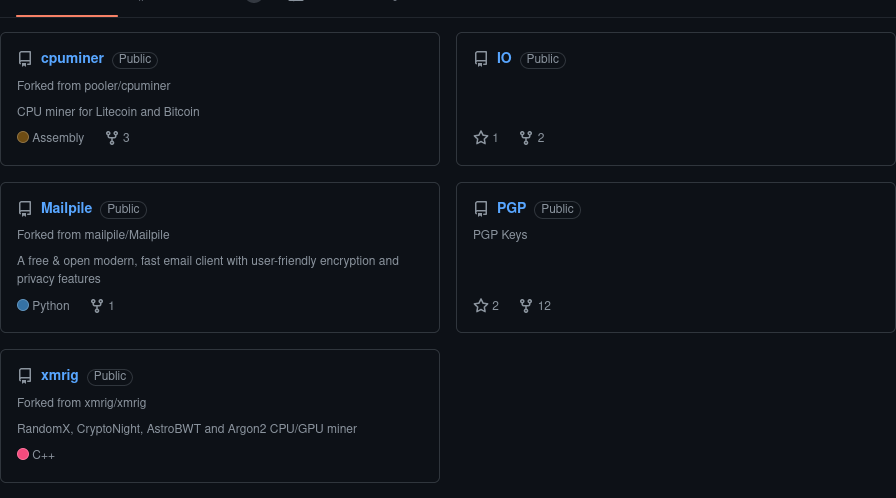 cpuminer Public
Forked from pooler/cpuminer
CPU miner for Litecoin and Bitcoin
Assembly 3
IO Public
1 2
Mailpile Public
Forked from mailpile/Mailpile
A free & open modern, fast email client with user-friendly encryption and
privacy features
Python 1
PGP Public
PGP Keys
2 12
xmrig Public
Forked from xmrig/xmrig
RandomX, CryptoNight, AstroBWT and Argon2 CPU/GPU miner
C++